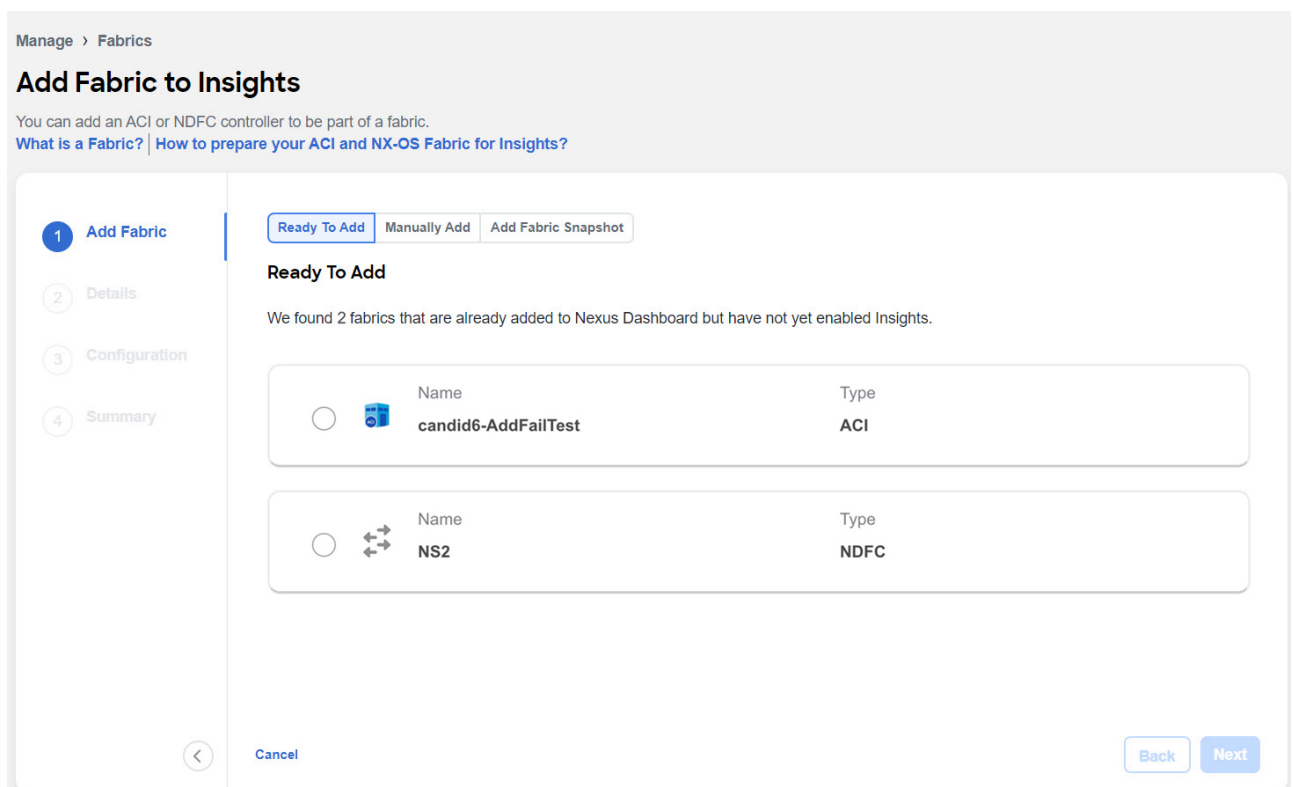 Manage › Fabrics
Add Fabric to Insights
You can add an ACI or NDFC controller to be part of a fabric.
What is a Fabric? | How to prepare your ACI and NX-OS Fabric for Insights?
1 Add Fabric
2 Details
3 Configuration
4 Summary
Ready To Add Manually Add Add Fabric Snapshot
Ready To Add
We found 2 fabrics that are already added to Nexus Dashboard but have not yet enabled Insights.
Name Type
ACI candid6-AddFailTest ACI
Name Type
NS2 NDFC
Cancel Back Next